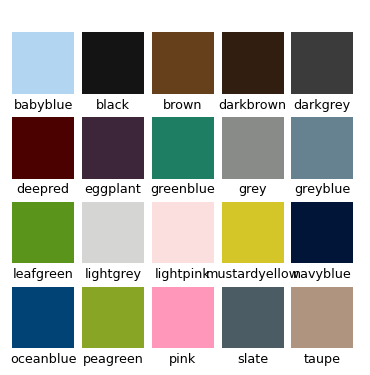 babyblue black brown darkbrown darkgrey
deepred eggplant greenblue grey greyblue
leafgreen lightgrey lightpink mustardyellow navyblue
oceanblue peagreen pink slate taupe